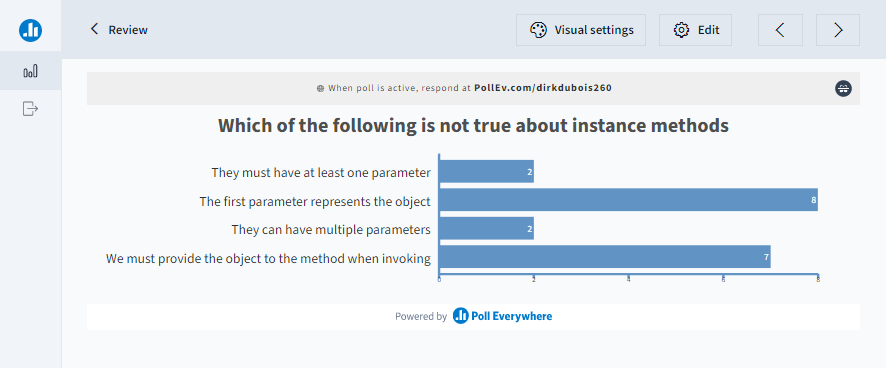 Review
Visual settings
Edit
When poll is active, respond at PollEv.com/dirkdubois260
Which of the following is not true about instance methods
They must have at least one parameter 2
The first parameter represents the object 8
They can have multiple parameters 2
We must provide the object to the method when invoking 7
0 2 4 6 8
Powered by Poll Everywhere